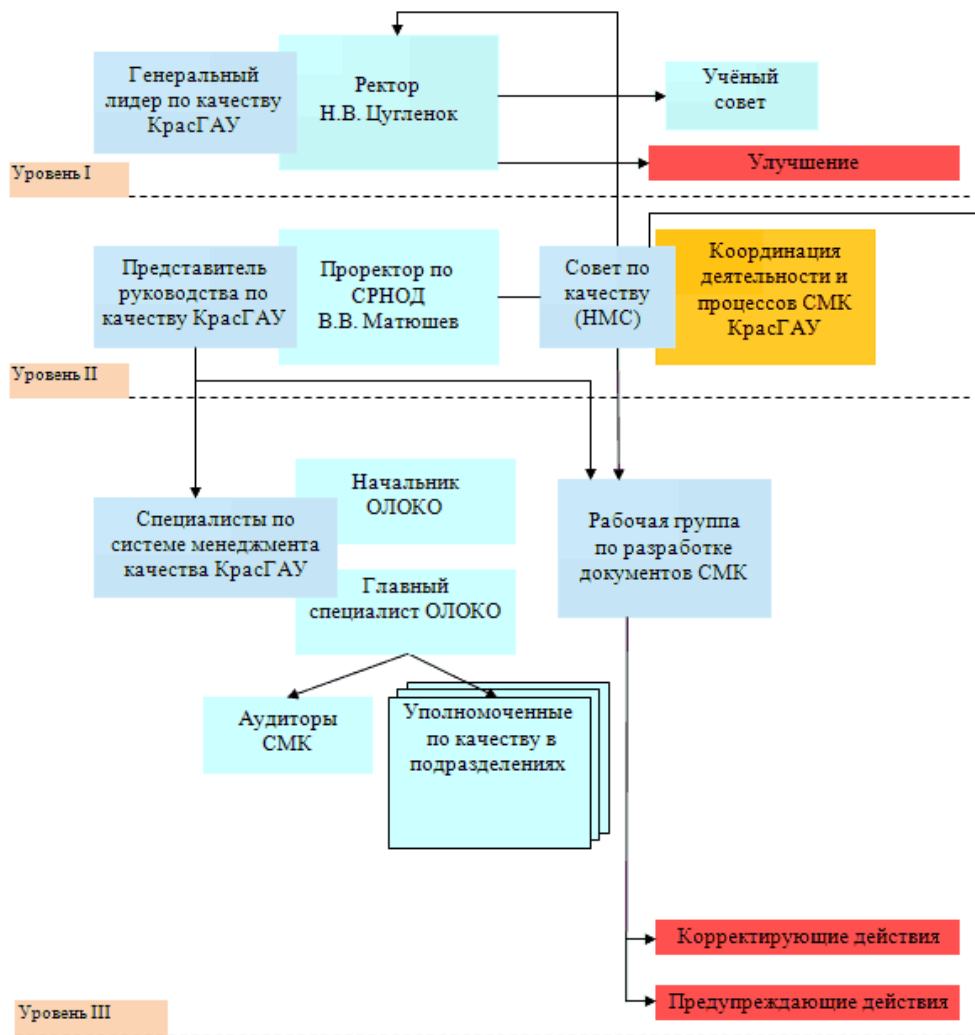 Генеральный
лидер по качеству
КрасГАУ
Ректор
Н.В. Цугленок
Учёный
совет
Улучшение
Уровень I
Представитель
руководства по
качеству КрасГАУ
Проректор по
СРНОД
В.В. Матюшев
Совет по
качеству
(НМС)
Координация
деятельности и
процессов СМК
КрасГАУ
Уровень II
Начальник
ОЛОКО
Специалисты по
системе менеджмента
качества КрасГАУ
Рабочая группа
по разработке
документов СМК
Главный
специалист ОЛОКО
Аудиторы
СМК
Уполномоченные
по качеству в
подразделениях
Корректирующие действия
Предупреждающие действия
Уровень III